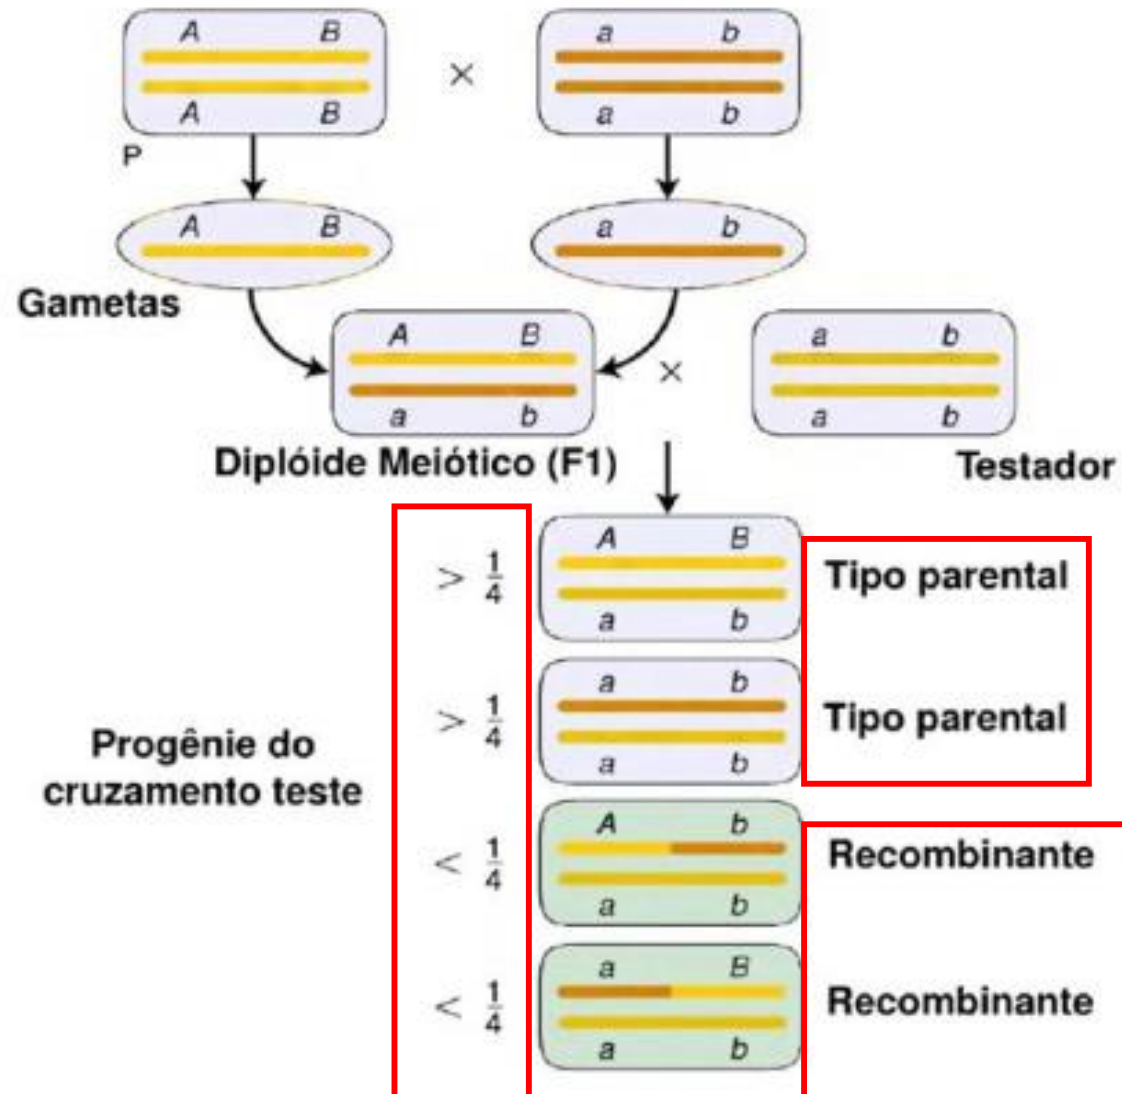 A B
a b
×
A B
a b
P
A B
a b
Gametas
A B
a b
×
a b
a b
Diplóide Meiótico (F1)
Testador
A B
> 1/4
Tipo parental
a b
a b
> 1/4
Tipo parental
a b
Progênie do
cruzamento teste
A b
< 1/4
Recombinante
a b
a B
< 1/4
Recombinante
a b